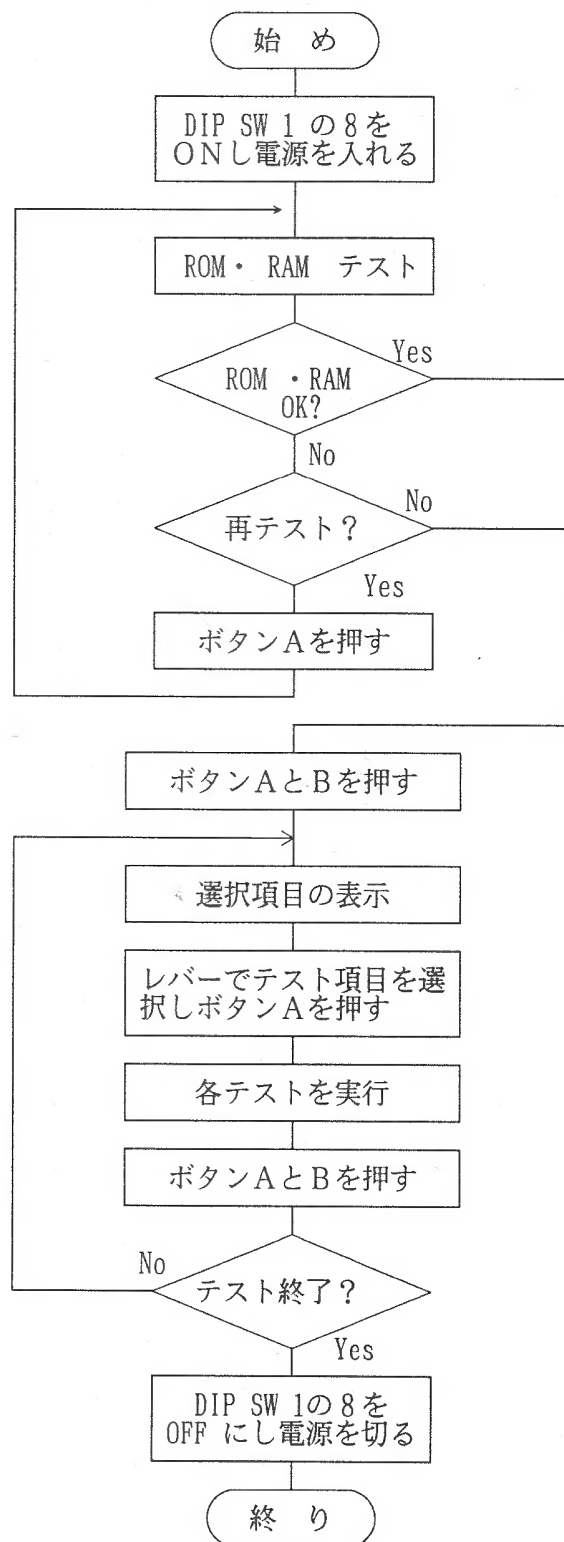 始 め
DIP SW 1 の8を
ONし電源を入れる
ROM・ RAM テスト
Yes
ROM ・RAM
OK?
No
再テスト?
No
Yes
ボタンAを押す
ボタンAとBを押す
選択項目の表示
レバーでテスト項目を選
択しボタンAを押す
各テストを実行
ボタンAとBを押す
No
テスト終了?
Yes
DIP SW 1の8を
OFF にし電源を切る
終 り